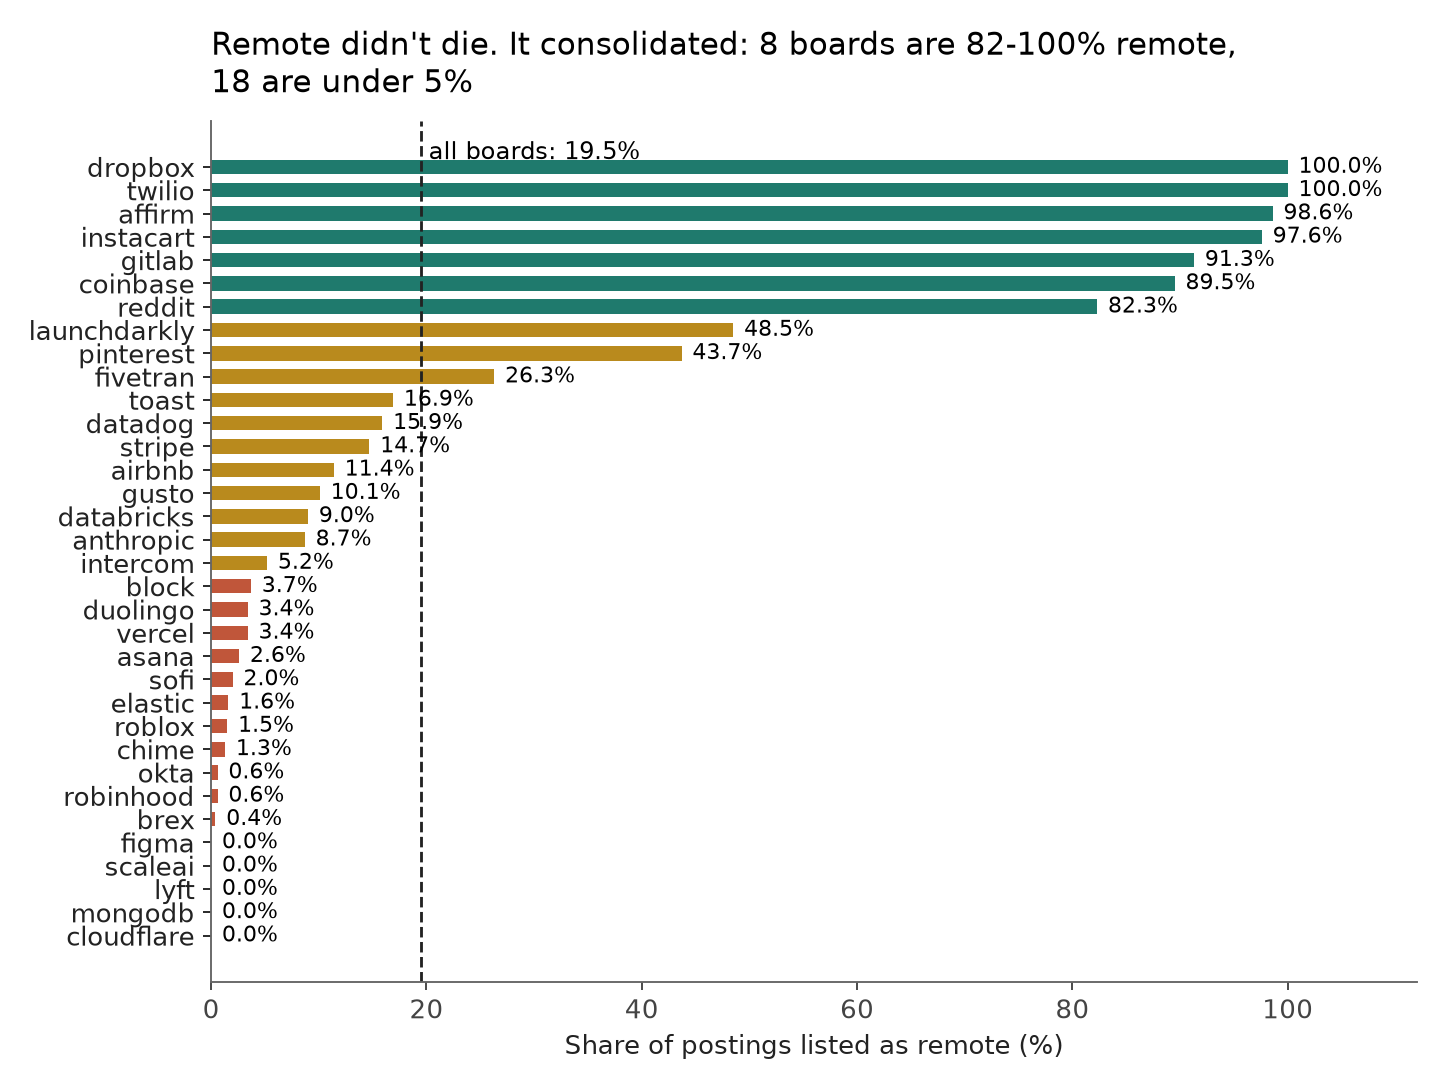 Remote didn't die. It consolidated: 8 boards are 82-100% remote,
18 are under 5%
all boards: 19.5%
dropbox 100.0%
twilio 100.0%
affirm 98.6%
instacart 97.6%
gitlab 91.3%
coinbase 89.5%
reddit 82.3%
launchdarkly 48.5%
pinterest 43.7%
fivetran 26.3%
toast 16.9%
datadog 15.9%
stripe 14.7%
airbnb 11.4%
gusto 10.1%
databricks 9.0%
anthropic 8.7%
intercom 5.2%
block 3.7%
duolingo 3.4%
vercel 3.4%
asana 2.6%
sofi 2.0%
elastic 1.6%
roblox 1.5%
chime 1.3%
okta 0.6%
robinhood 0.6%
brex 0.4%
figma 0.0%
scaleai 0.0%
lyft 0.0%
mongodb 0.0%
cloudflare 0.0%
0 20 40 60 80 100
Share of postings listed as remote (%)